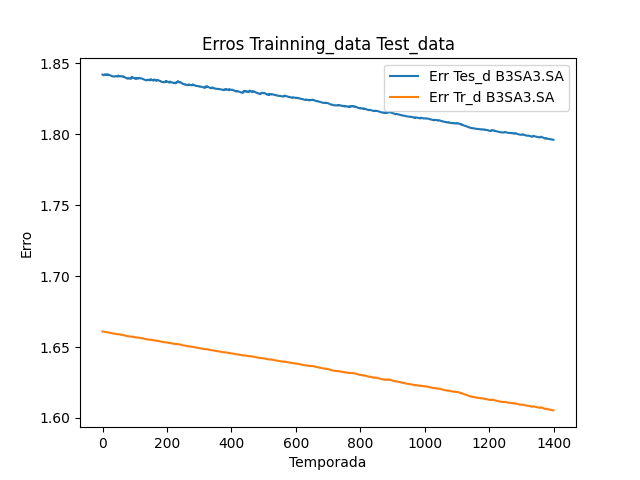 Erros Trainning_data Test_data
Err Tes_d B3SA3.SA
Err Tr_d B3SA3.SA
Erro
1.85
1.80
1.75
1.70
1.65
1.60
0 200 400 600 800 1000 1200 1400
Temporada